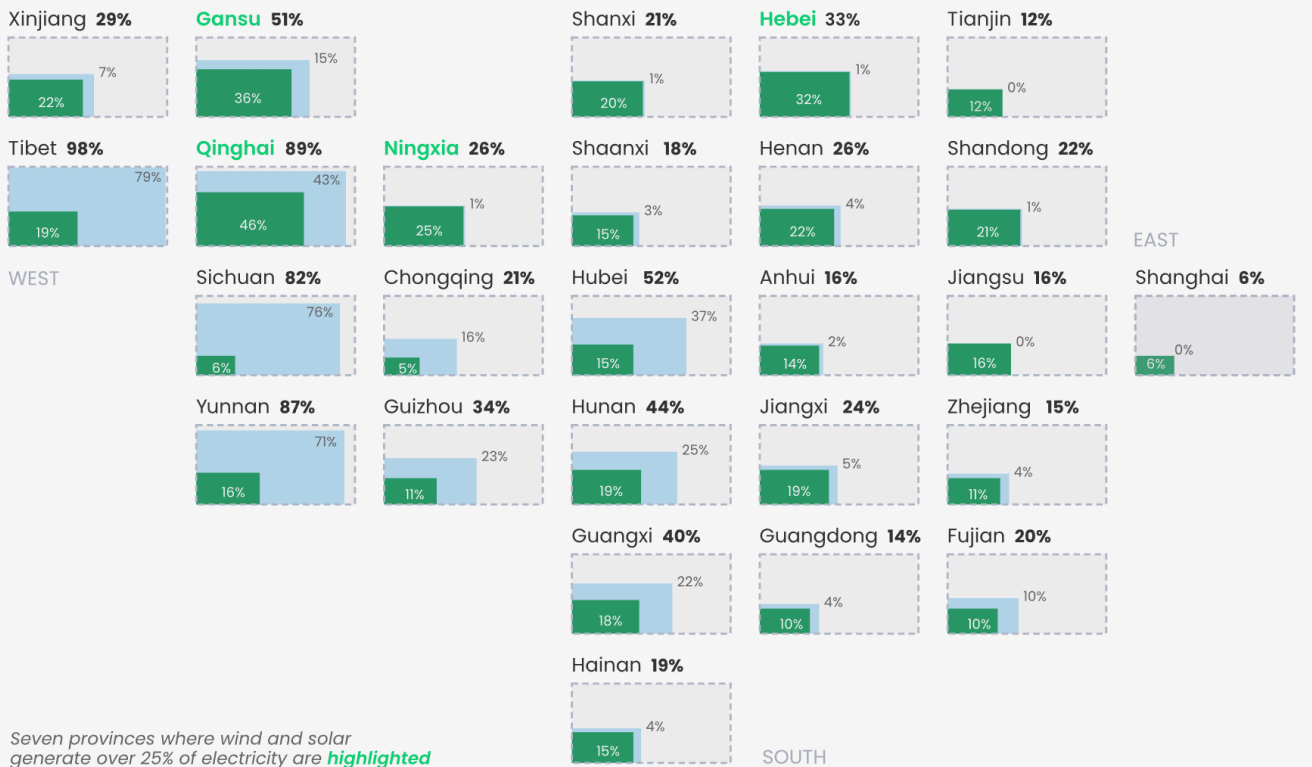 Xinjiang 29%
7%
22%
Gansu 51%
15%
36%
Shanxi 21%
1%
20%
Hebei 33%
1%
32%
Tianjin 12%
0%
12%
Tibet 98%
79%
19%
Qinghai 89%
43%
46%
Ningxia 26%
1%
25%
Shaanxi 18%
3%
15%
Henan 26%
4%
22%
Shandong 22%
1%
21%
EAST
WEST
Sichuan 82%
76%
6%
Chongqing 21%
16%
5%
Hubei 52%
37%
15%
Anhui 16%
2%
14%
Jiangsu 16%
0%
16%
Shanghai 6%
0%
6%
Yunnan 87%
71%
16%
Guizhou 34%
23%
11%
Hunan 44%
25%
19%
Jiangxi 24%
5%
19%
Zhejiang 15%
4%
11%
Guangxi 40%
22%
18%
Guangdong 14%
4%
10%
Fujian 20%
10%
10%
Hainan 19%
4%
15%
SOUTH
Seven provinces where wind and solar
generate over 25% of electricity are highlighted